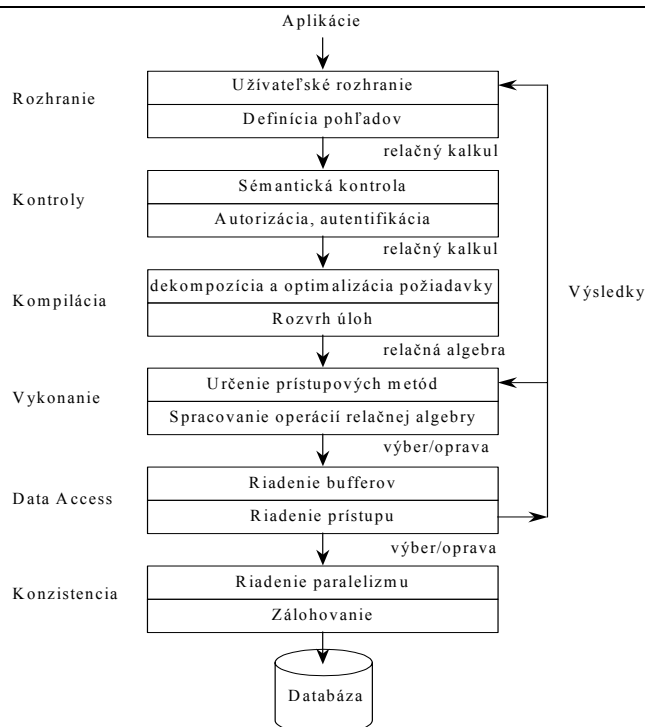 Aplikácie
Užívateľské rozhranie
Rozhranie
Definícia pohľadov
relačný kalkul
Sémantická kontrola
Kontroly
Autorizácia, autentifikácia
relačný kalkul
dekompozícia a optimalizácia požiadavky
Kompilácia
Výsledky
Rozvrh úloh
relačná algebra
Určenie prístupových metód
Vykonanie
Spracovanie operácií relačnej algebry
výber/oprava
Riadenie bufferov
Data Access
Riadenie prístupu
výber/oprava
Riadenie paralelizmu
Konzistencia
Zálohovanie
Databáza